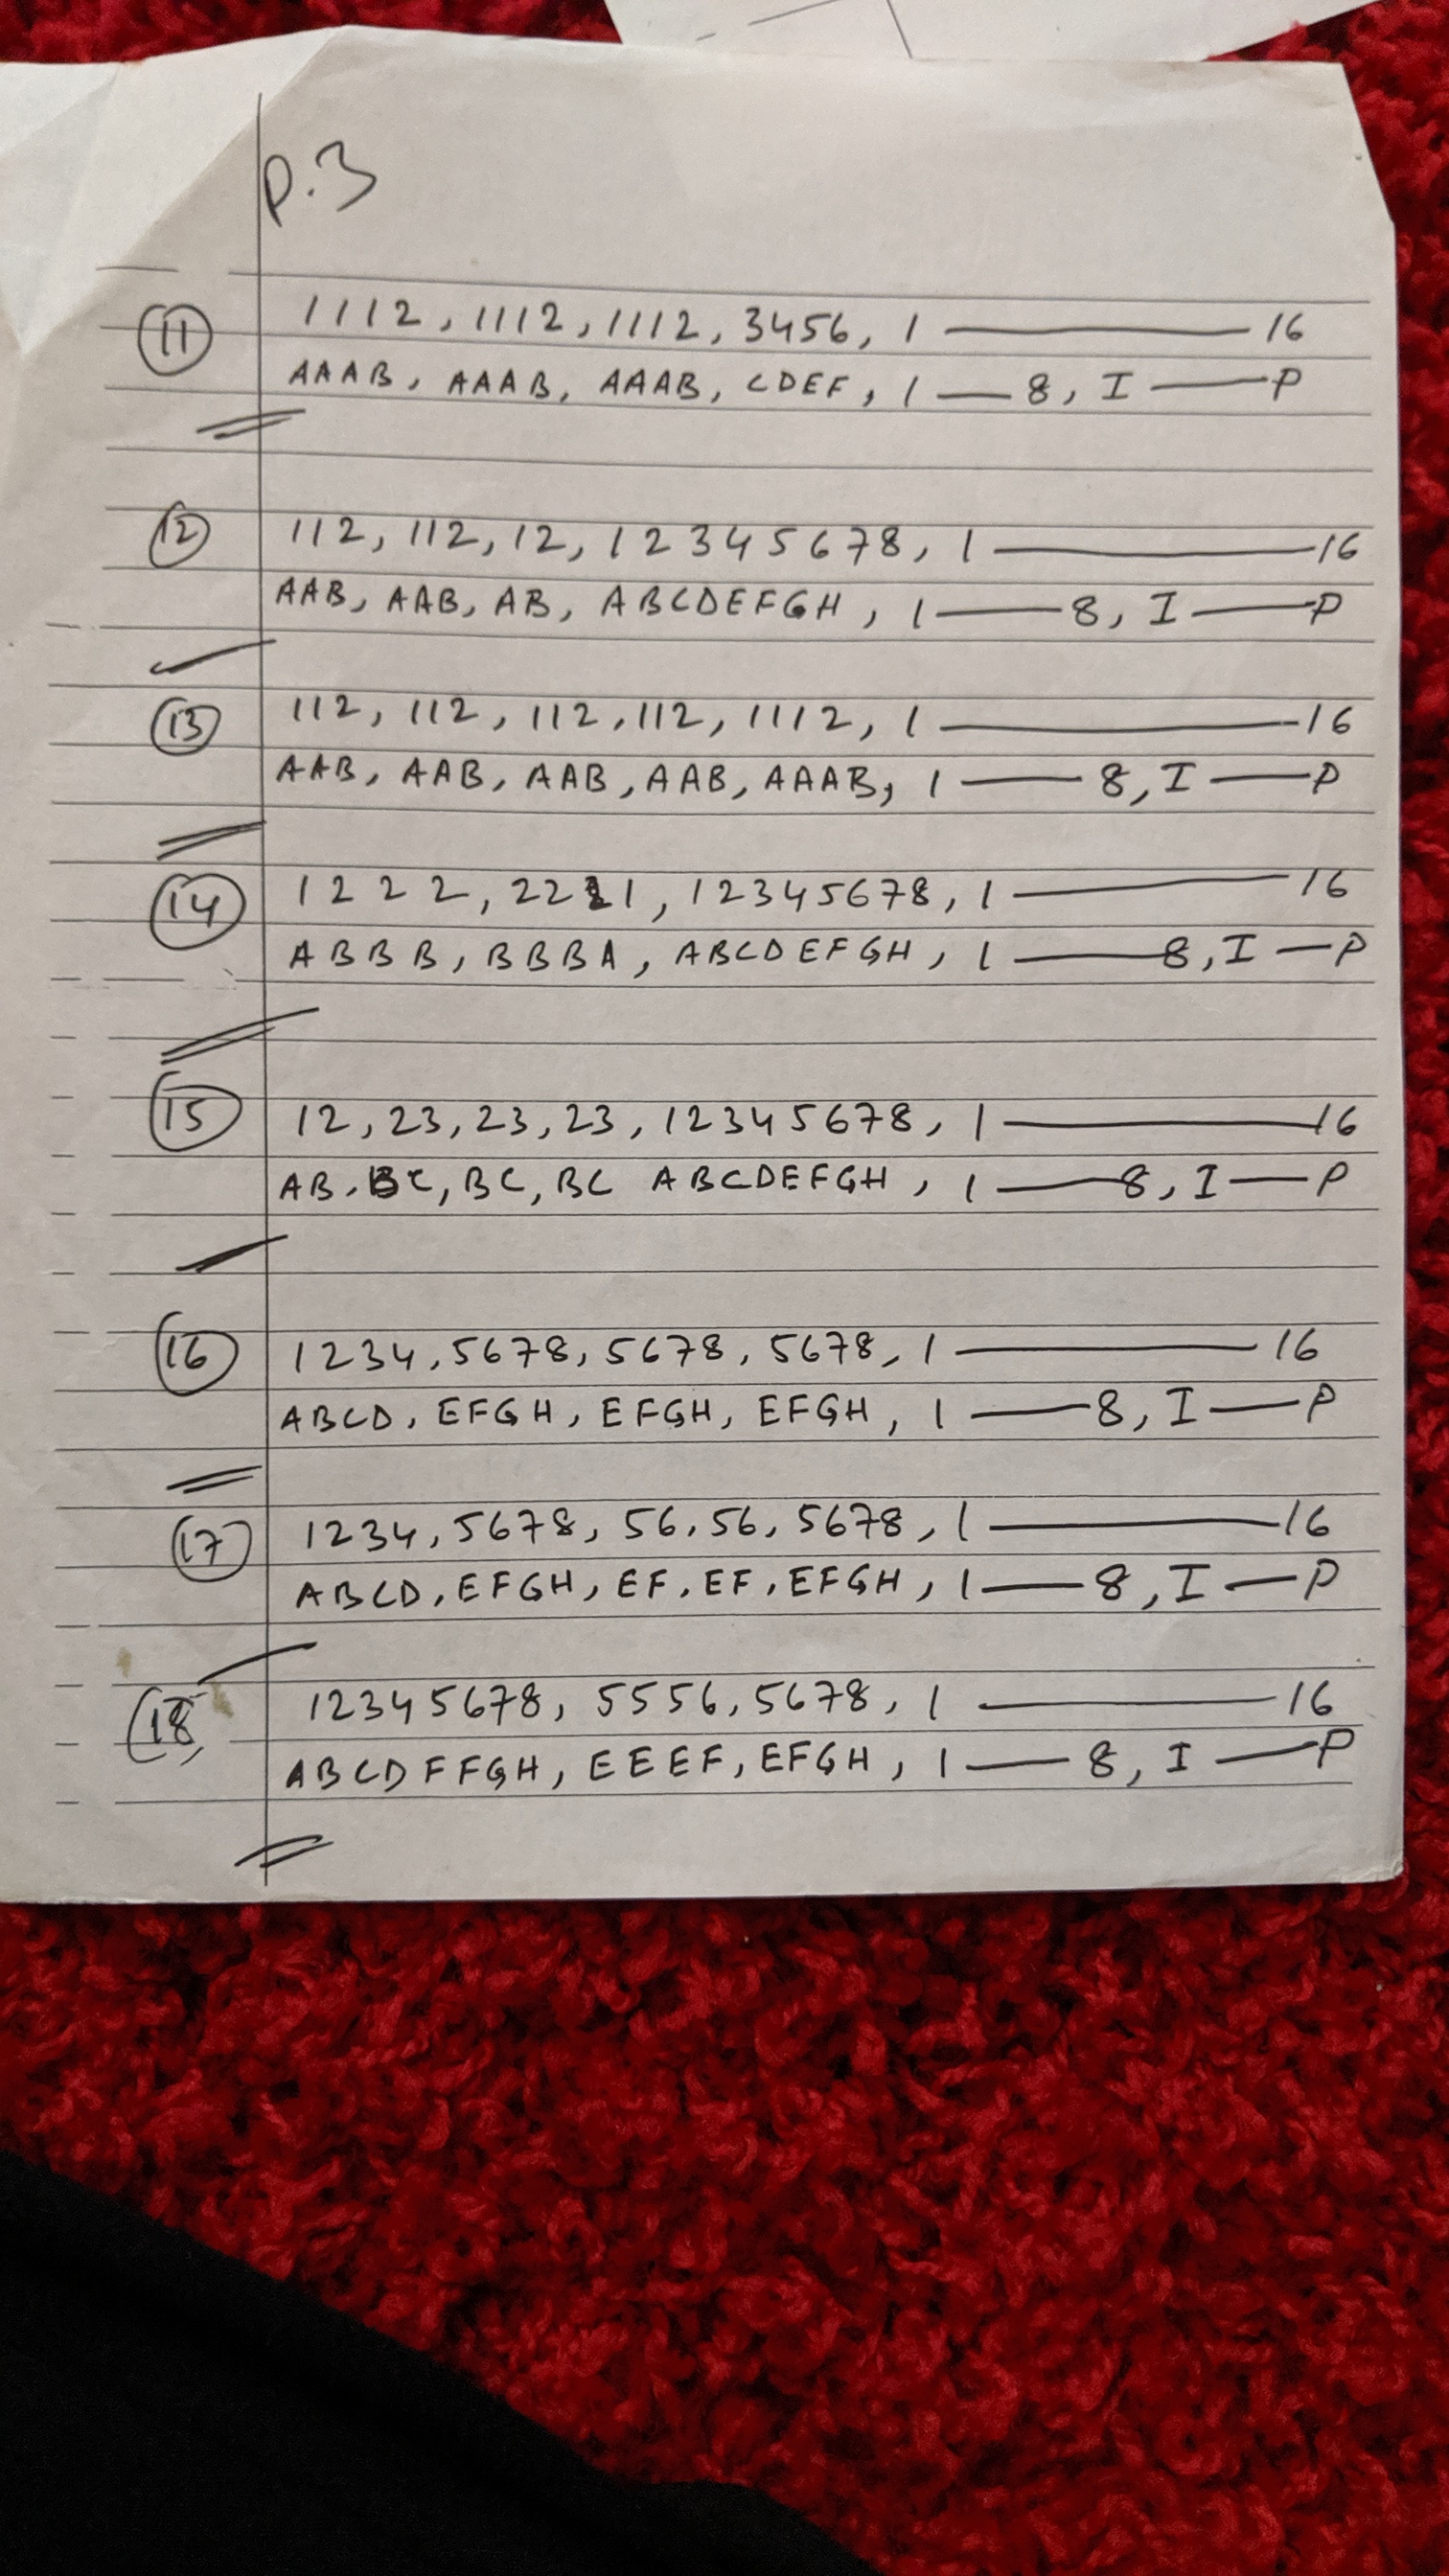 P.3
11 1112, 1112, 1112, 3456, 1 — 16
AAAB, AAAB, AAAB, CDEF, 1 — 8, I — P
12 112, 112, 12, 12345678, 1 — 16
AAB, AAB, AB, ABCDEFGH, 1 — 8, I — P
13 112, 112, 112, 112, 1112, 1 — 16
AAB, AAB, AAB, AAB, AAAB, 1 — 8, I — P
14 1222, 2221, 12345678, 1 — 16
ABBB, BBBA, ABCDEFGH, 1 — 8, I — P
15 12, 23, 23, 23, 12345678, 1 — 16
AB, BC, BC, BC ABCDEFGH, 1 — 8, I — P
16 1234, 5678, 5678, 5678, 1 — 16
ABCD, EFGH, EFGH, EFGH, 1 — 8, I — P
17 1234, 5678, 56, 56, 5678, 1 — 16
ABCD, EFGH, EF, EF, EFGH, 1 — 8, I — P
18 12345678, 5556, 5678, 1 — 16
ABCDFFGH, EEEF, EFGH, 1 — 8, I — P